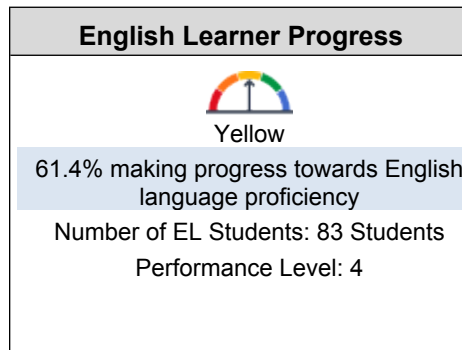 English Learner Progress
Yellow
61.4% making progress towards English
language proficiency
Number of EL Students: 83 Students
Performance Level: 4